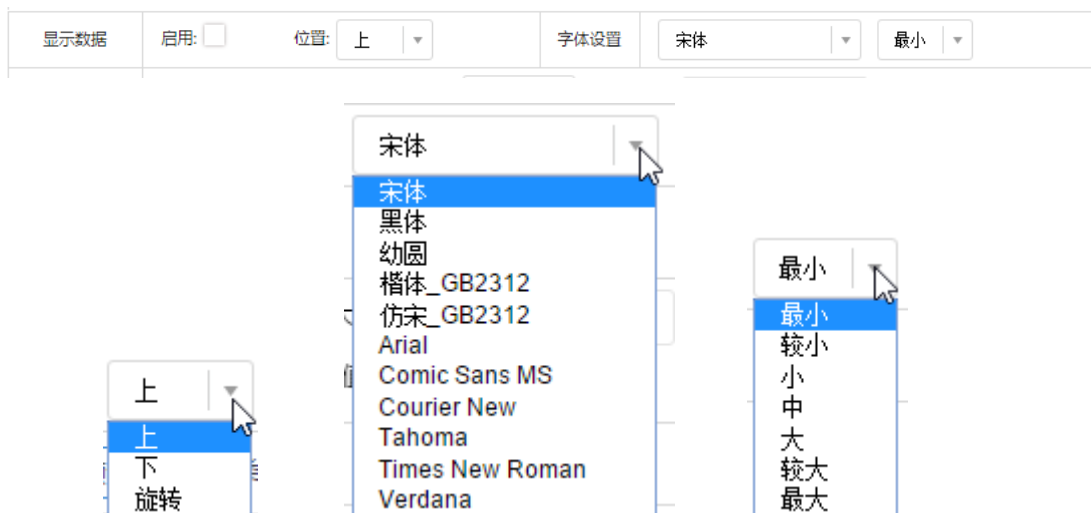 显示数据 启用: 位置: 上 字体设置 宋体 最小
宋体
宋体
黑体
幼圆
楷体_GB2312
仿宋_GB2312
Arial
Comic Sans MS
Courier New
Tahoma
Times New Roman
Verdana
最小
最小
较小
小
中
大
较大
最大
上
上
下
旋转